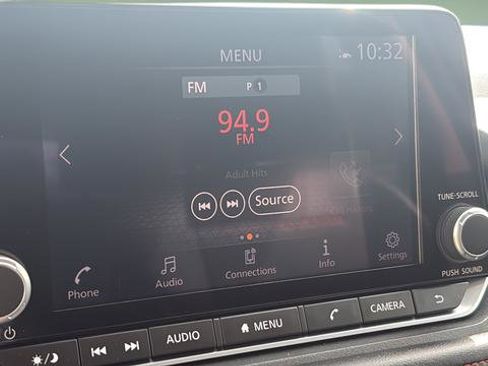 MENU
10:32
FM P 1
94.9
FM
Adult Hits
Source
TUNE·SCROLL
Phone
Audio
Connections
Info
Settings
PUSH SOUND
AUDIO
MENU
CAMERA